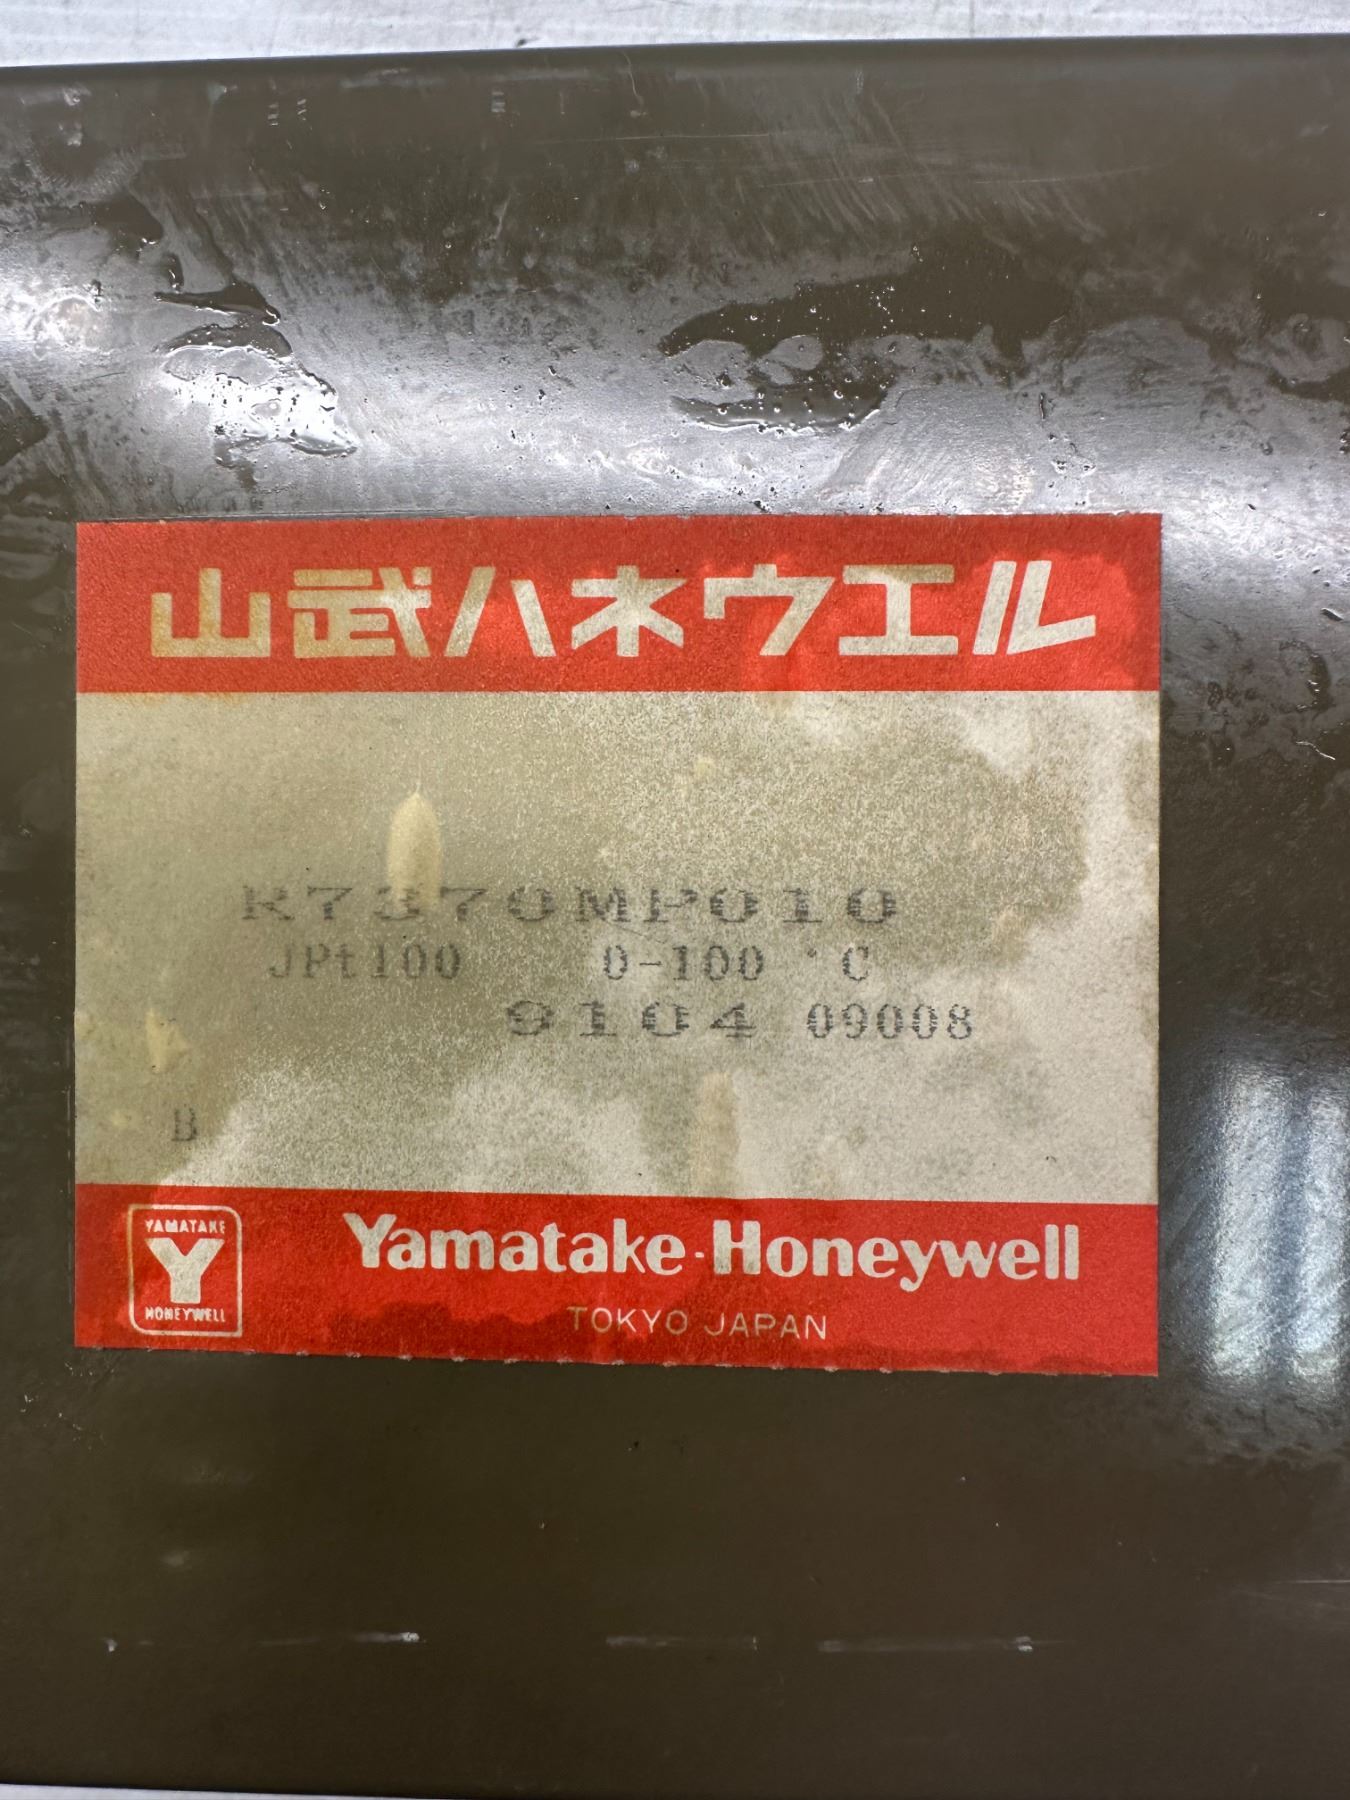 山武ハネウエル
R7370MP010
JPt100 0-100 °C
9104 09008
B
YAMATAKE
Y
HONEYWELL
Yamatake-Honeywell
TOKYO JAPAN